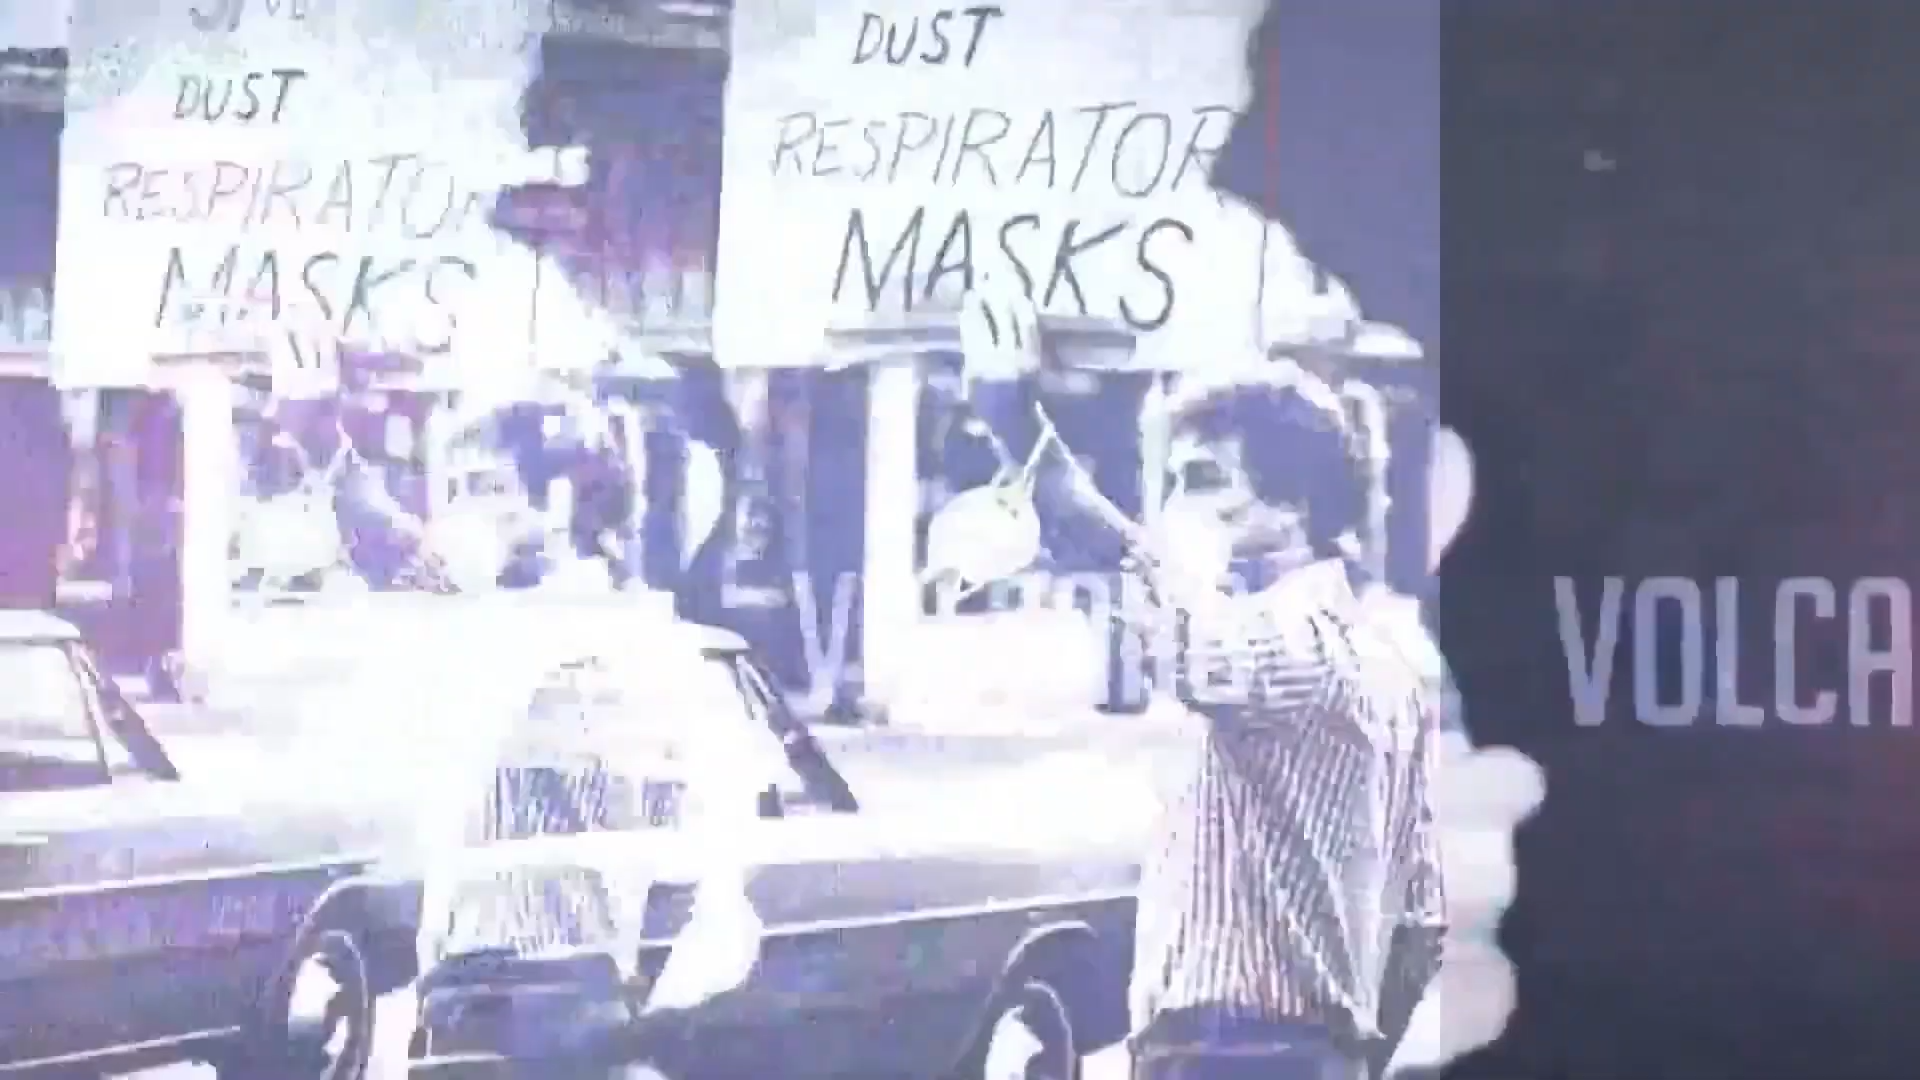 DUST
RESPIRATOR
MASKS
DUST
RESPIRATOR
MASKS
VOLCA